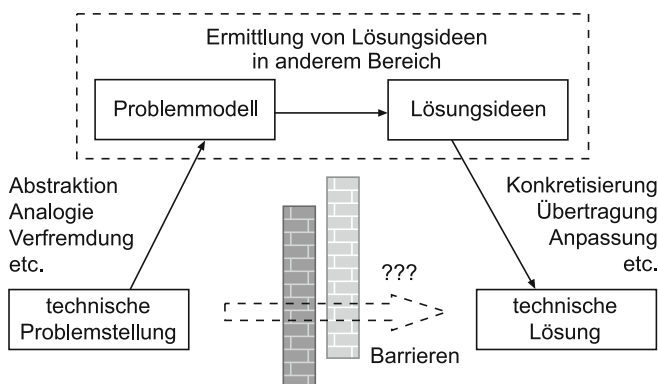 Ermittlung von Lösungsideen
in anderem Bereich
Problemmodell
Lösungsideen
Abstraktion
Analogie
Verfremdung
etc.
Konkretisierung
Übertragung
Anpassung
etc.
???
technische
Problemstellung
technische
Lösung
Barrieren